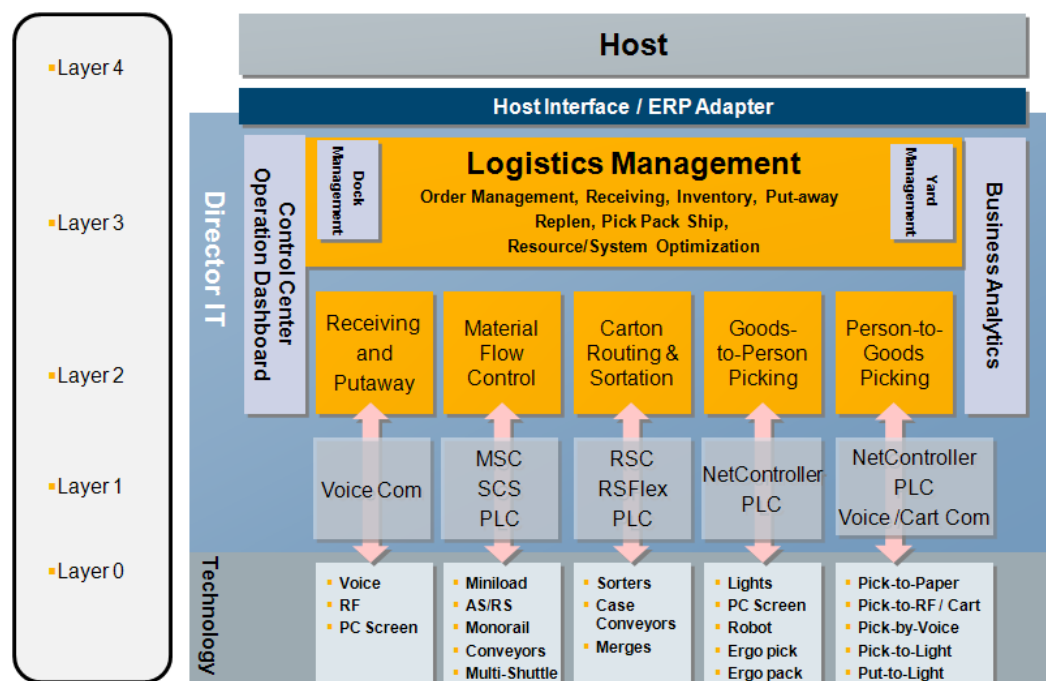 Layer 4
Layer 3
Layer 2
Layer 1
Layer 0
Host
Host Interface / ERP Adapter
Director IT
Control Center
Operation Dashboard
Dock
Management
Logistics Management
Order Management, Receiving, Inventory, Put-away
Replen, Pick Pack Ship,
Resource/System Optimization
Yard
Management
Business Analytics
Receiving
and
Putaway
Material
Flow
Control
Carton
Routing &
Sortation
Goods-
to-Person
Picking
Person-to-
Goods
Picking
Voice Com
MSC
SCS
PLC
RSC
RSFlex
PLC
NetController
PLC
NetController
PLC
Voice /Cart Com
Technology
Voice
RF
PC Screen
Miniload
AS/RS
Monorail
Conveyors
Multi-Shuttle
Sorters
Case
Conveyors
Merges
Lights
PC Screen
Robot
Ergo pick
Ergo pack
Pick-to-Paper
Pick-to-RF / Cart
Pick-by-Voice
Pick-to-Light
Put-to-Light